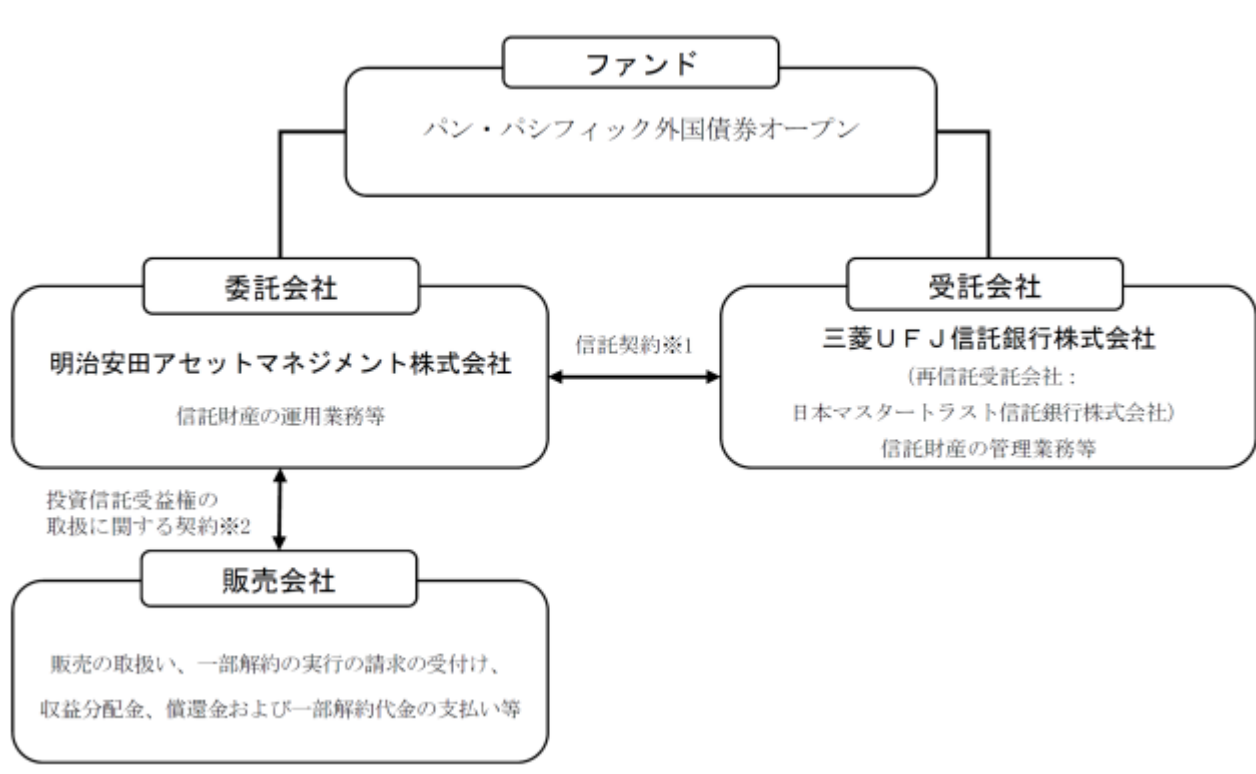 ファンド
パン・パシフィック外国債券オープン
委託会社
明治安田アセットマネジメント株式会社
信託財産の運用業務等
信託契約※1
受託会社
三菱UFJ信託銀行株式会社
(再信託受託会社:
日本マスタートラスト信託銀行株式会社)
信託財産の管理業務等
投資信託受益権の
取扱に関する契約※2
販売会社
販売の取扱い、一部解約の実行の請求の受付け、
収益分配金、償還金および一部解約代金の支払い等